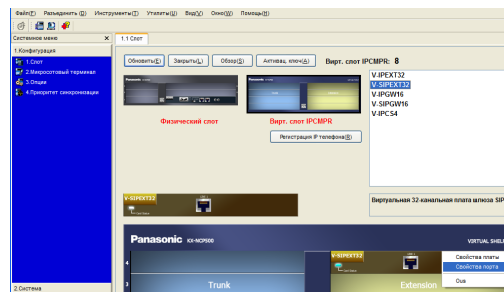 Файл(F) Разъединить (D) Инструменты(T) Утилиты(U) Вид(V) Окно(W) Помощь(H)
Системное меню x
1.1 Слот
1.Конфигурация
1.Слот
2.Микросотовый терминал
3.Опции
4.Приоритет синхронизации
Обновить(E) Закрыть(L) Обзор(S) Активац. ключ(A) Вирт. слот IPCMPR: 8
V-IPEXT32
V-SIPEXT32
V-IPGW16
V-SIPGW16
V-IPCS4
Физический слот Вирт. слот IPCMPR
Регистрация IP телефона(R)
V-SIPEXT32
Виртуальная 32-канальная плата шлюза SIP
Panasonic KX-NCP500 VIRTUAL SHEL
V-SIPEXT32
Свойства платы
Свойства порта
Ous
4
3
Trunk Extension
2.Система